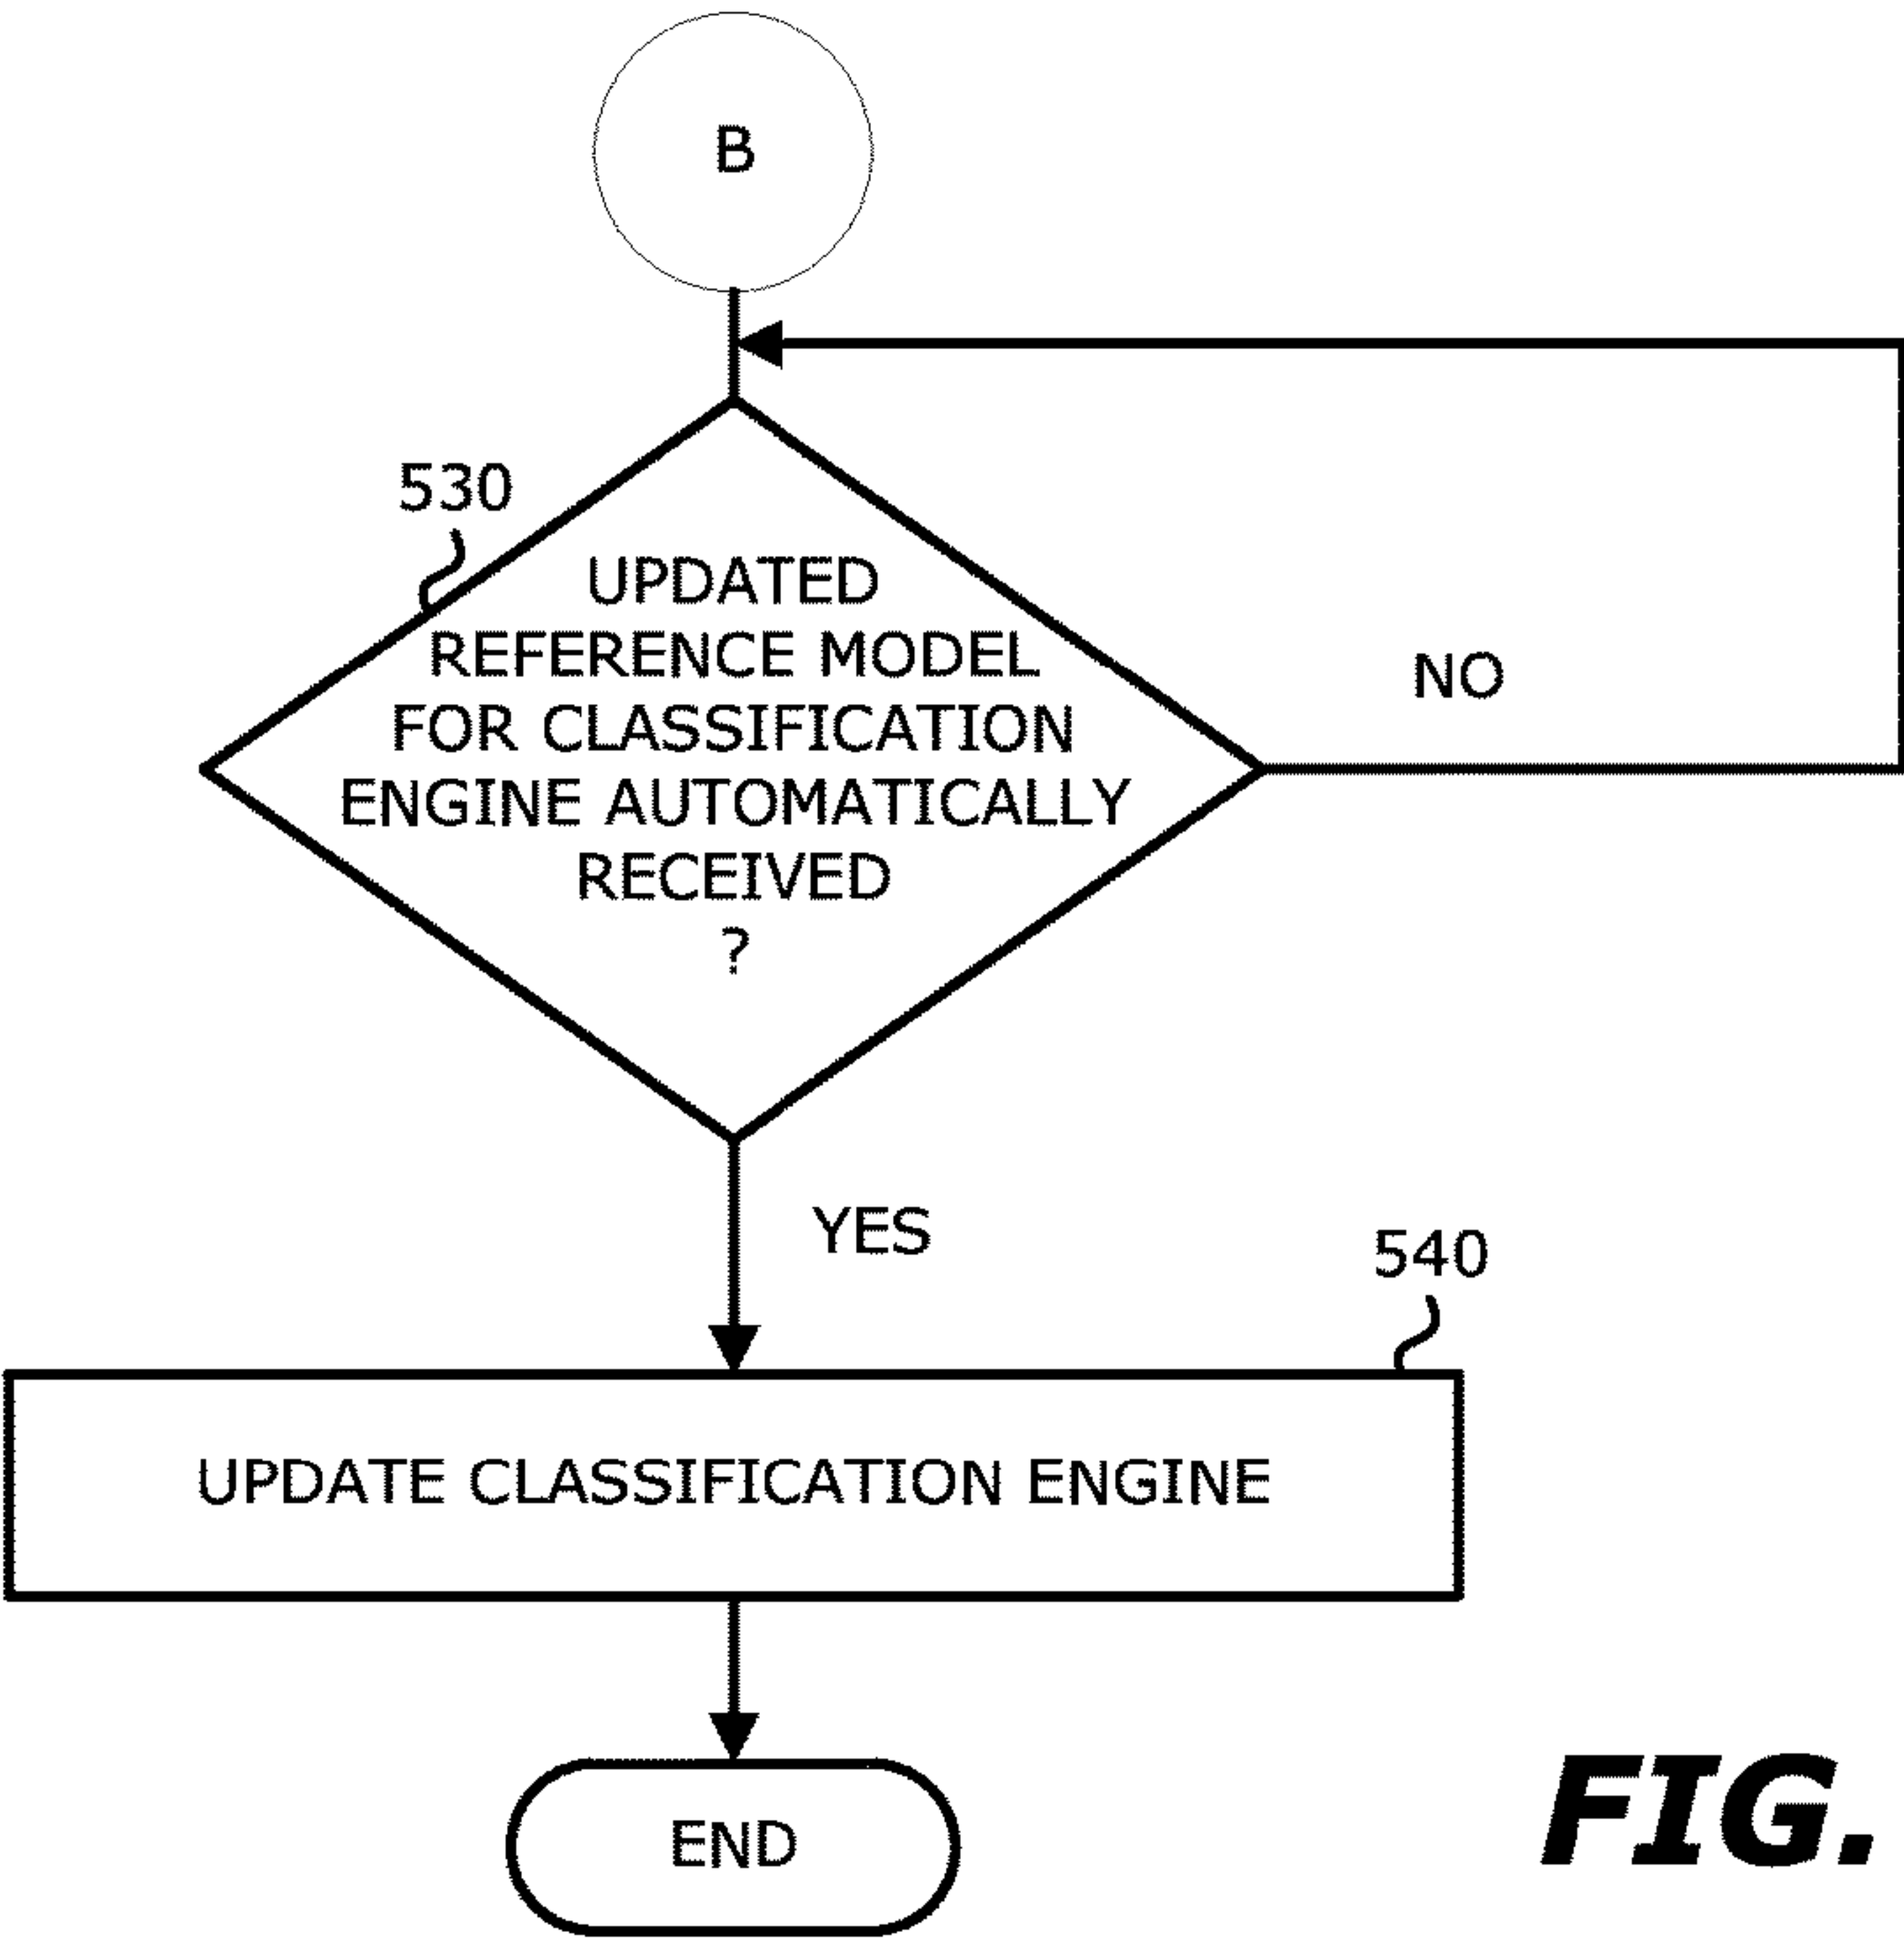 B
530
UPDATED
REFERENCE MODEL
FOR CLASSIFICATION
ENGINE AUTOMATICALLY
RECEIVED
?
NO
YES
540
UPDATE CLASSIFICATION ENGINE
END
FIG.